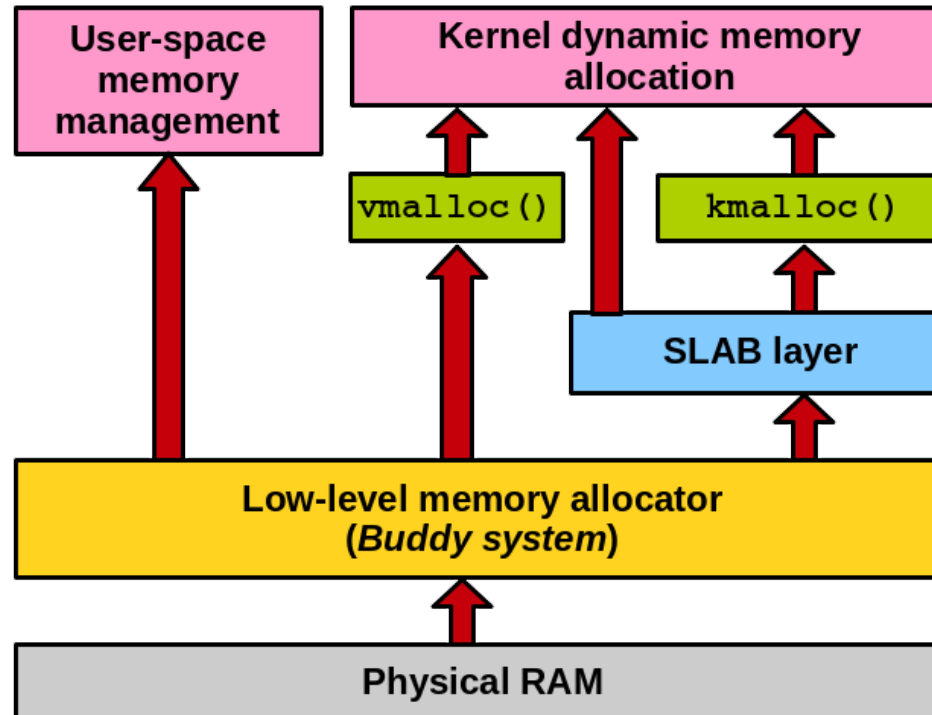 User-space
memory
management
Kernel dynamic memory
allocation
vmalloc()
kmalloc()
SLAB layer
Low-level memory allocator
(Buddy system)
Physical RAM